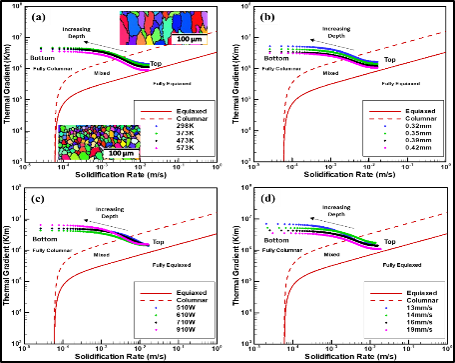 (a)
Increasing
Depth
100 µm
Bottom
Top
Fully Columnar
Mixed
Fully Equiaxed
Equiaxed
Columnar
298K
373K
473K
573K
100 µm
Thermal Gradient (K/m)
Solidification Rate (m/s)
(b)
Increasing
Depth
Bottom
Top
Fully Columnar
Mixed
Fully Equiaxed
Equiaxed
Columnar
0.32mm
0.35mm
0.39mm
0.42mm
Thermal Gradient (K/m)
Solidification Rate (m/s)
(c)
Increasing
Depth
Bottom
Top
Fully Columnar
Mixed
Fully Equiaxed
Equiaxed
Columnar
510W
610W
710W
910W
Thermal Gradient (K/m)
Solidification Rate (m/s)
(d)
Increasing
Depth
Bottom
Top
Fully Columnar
Mixed
Fully Equiaxed
Equiaxed
Columnar
13mm/s
14mm/s
16mm/s
19mm/s
Thermal Gradient (K/m)
Solidification Rate (m/s)